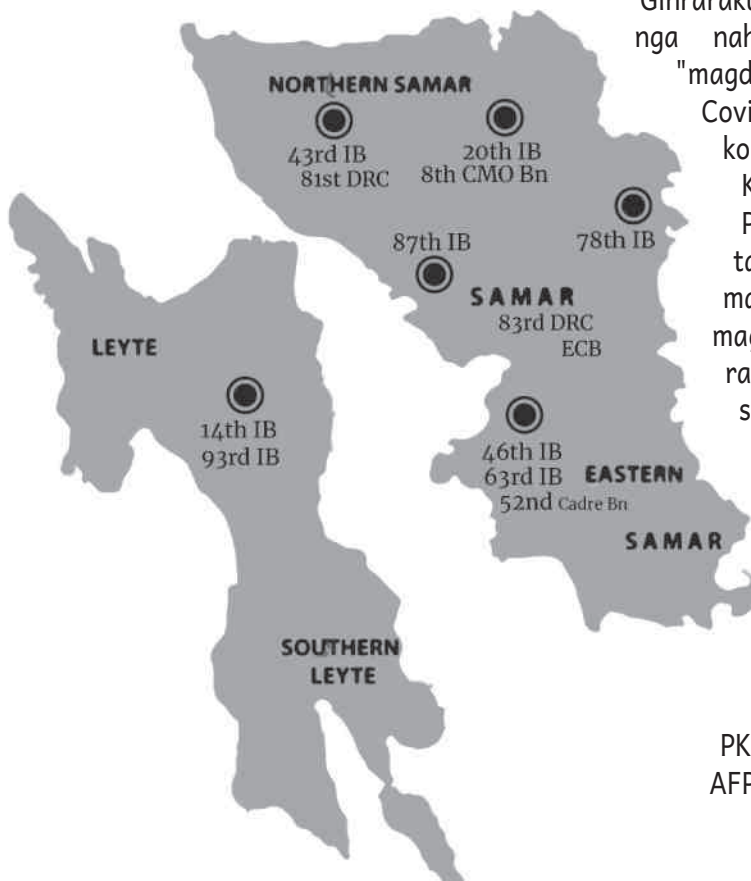 nga
"magd
Covi
NORTHERN SAMAR
43rd IB
81st DRC
20th IB
8th CMO Bn
78th IB
87th IB
SAMAR
83rd DRC
ECB
LEYTE
14th IB
93rd IB
46th IB
63rd IB
52nd Cadre Bn
EASTERN
SAMAR
SOUTHERN
LEYTE
PK
AFP